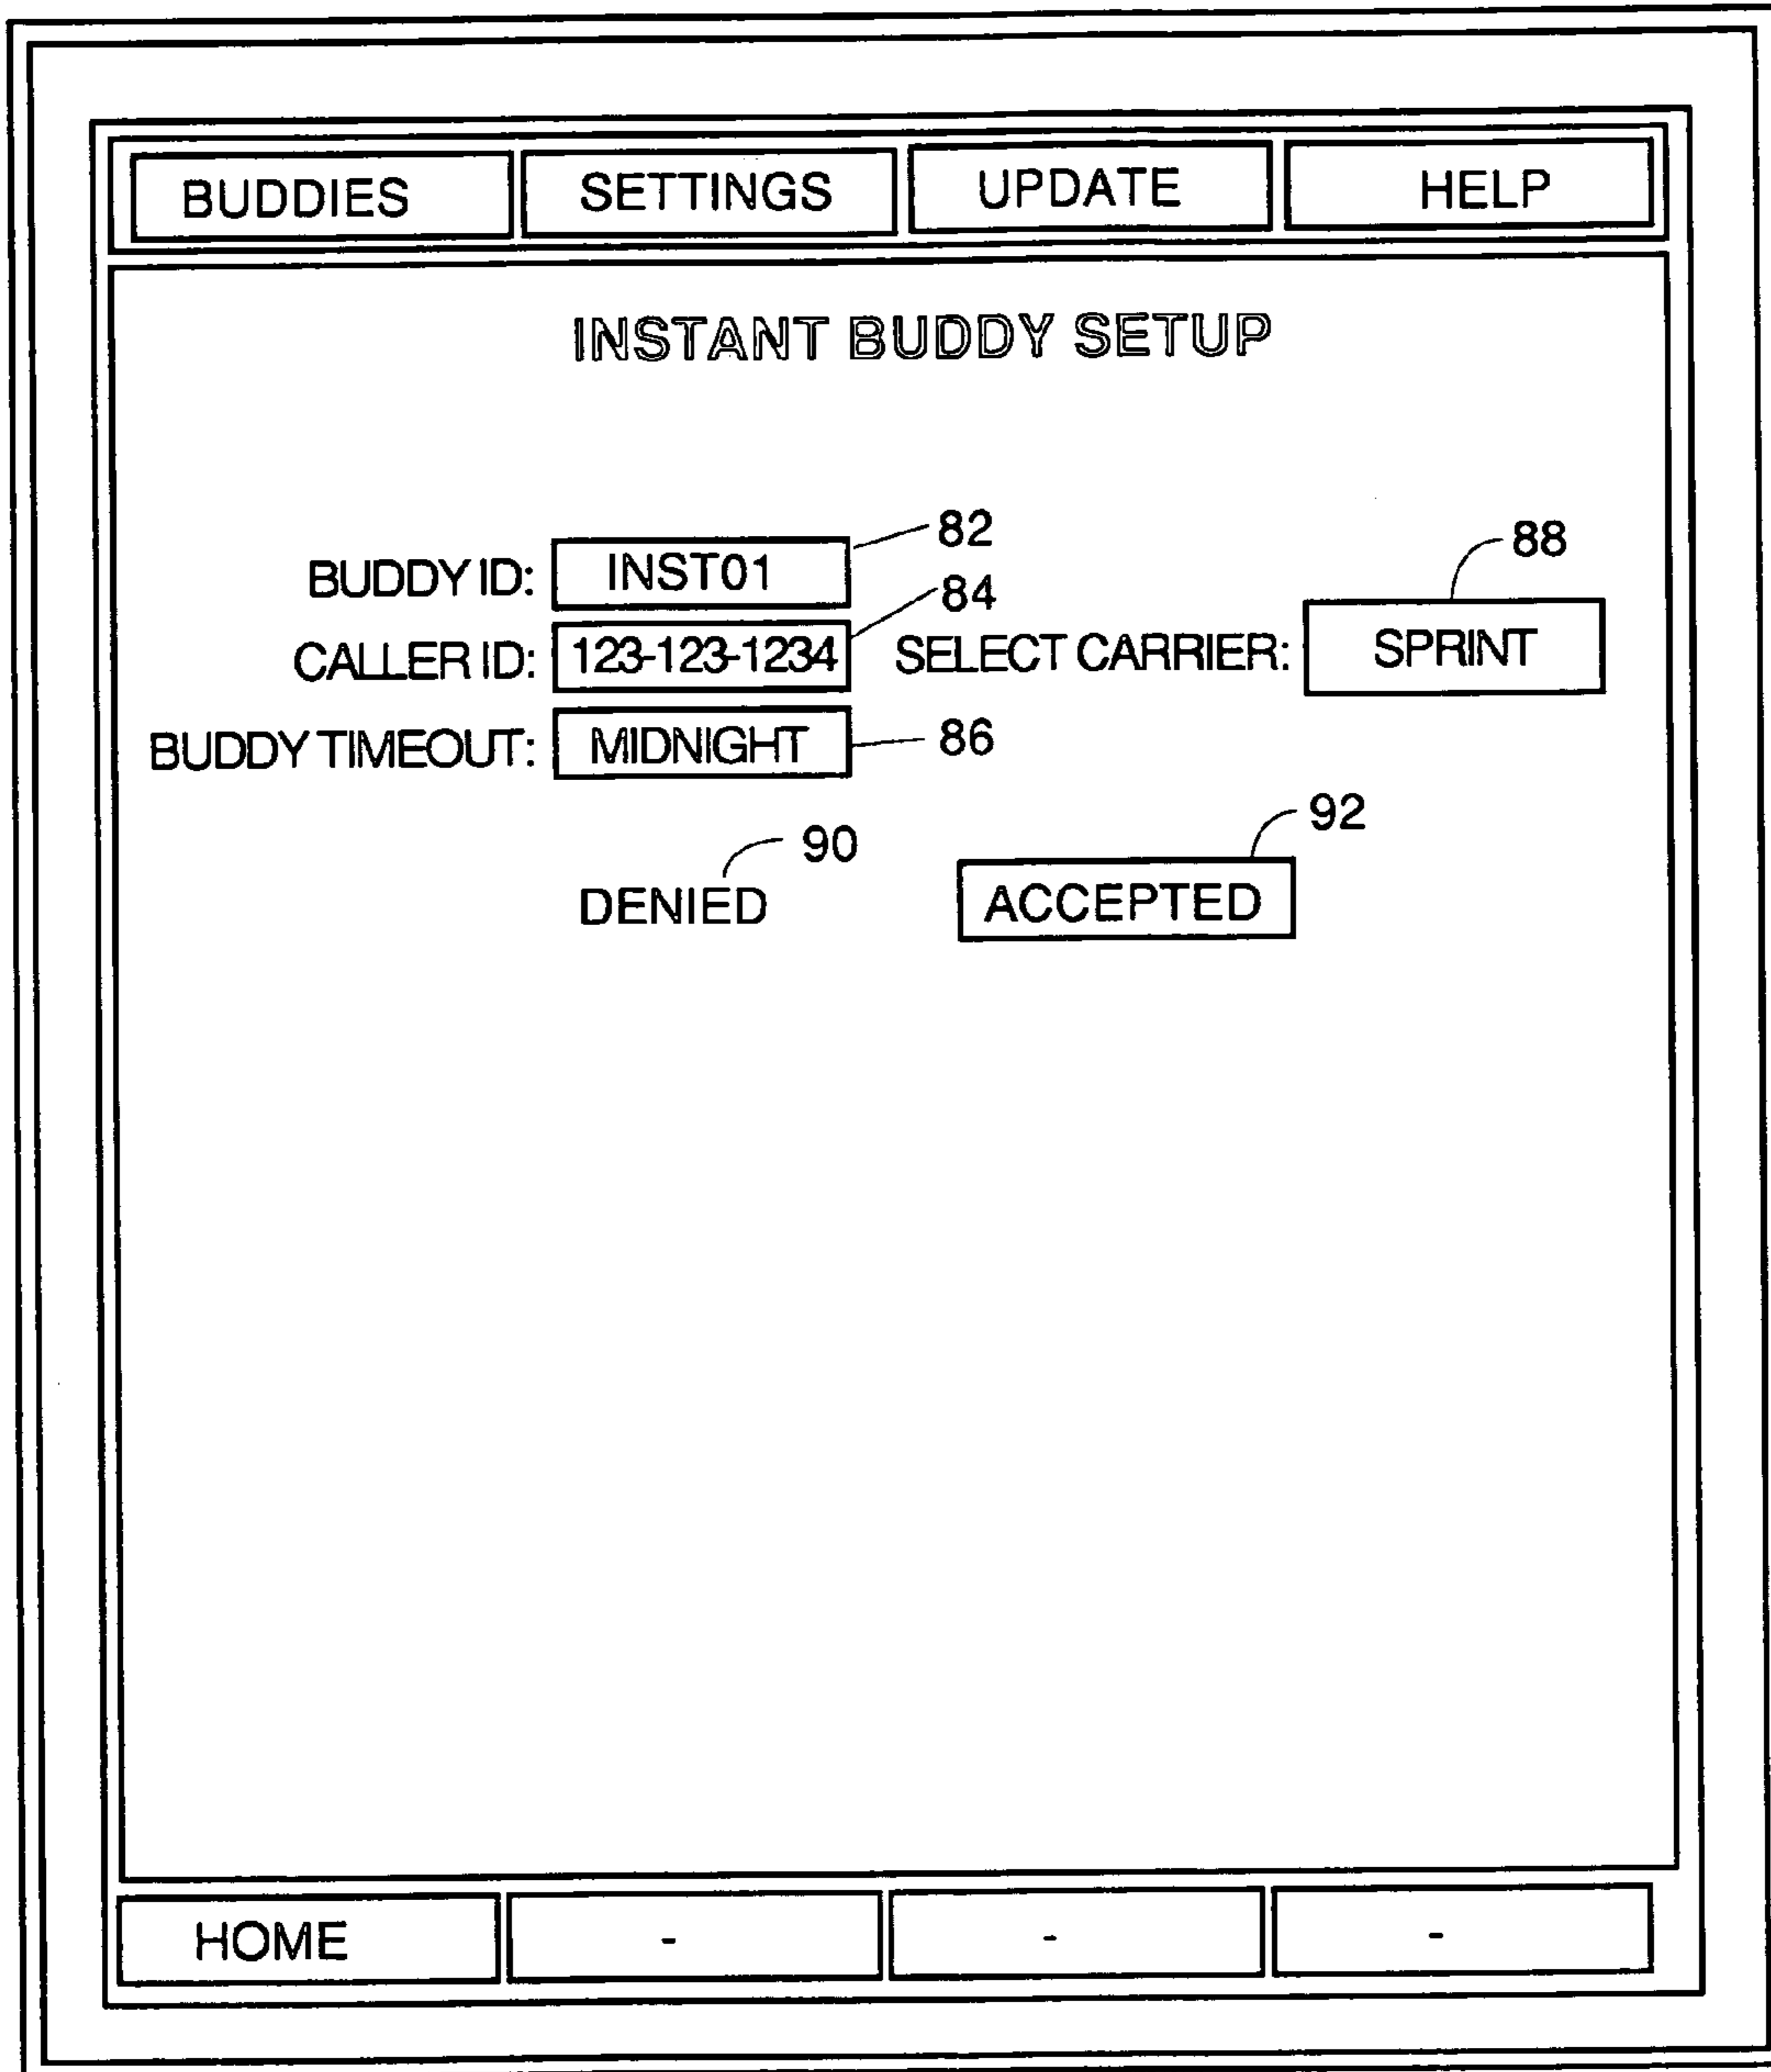 BUDDIES SETTINGS UPDATE HELP
INSTANT BUDDY SETUP
BUDDY ID: INST01 82
CALLER ID: 123-123-1234 84 SELECT CARRIER: SPRINT 88
BUDDY TIMEOUT: MIDNIGHT 86
DENIED 90 ACCEPTED 92
HOME - - -